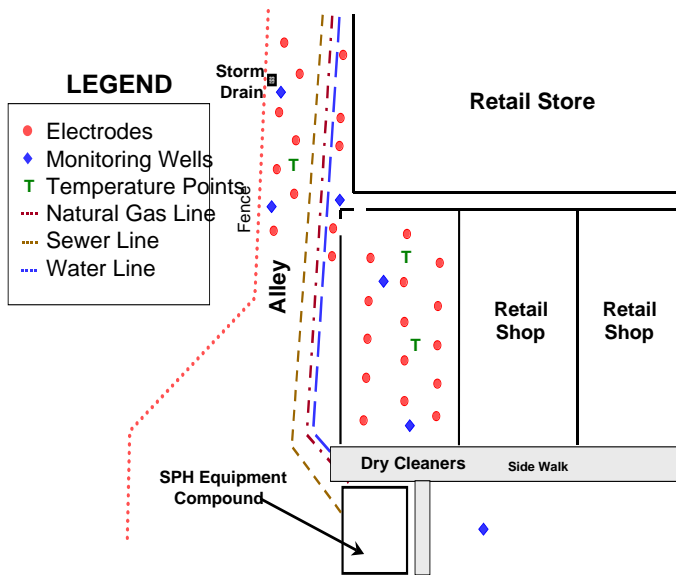 LEGEND
Electrodes
Monitoring Wells
T Temperature Points
Natural Gas Line
Sewer Line
Water Line
Storm
Drain
Fence
Alley
T
Retail Store
T
T
Retail
Shop
Retail
Shop
Dry Cleaners
Side Walk
SPH Equipment
Compound